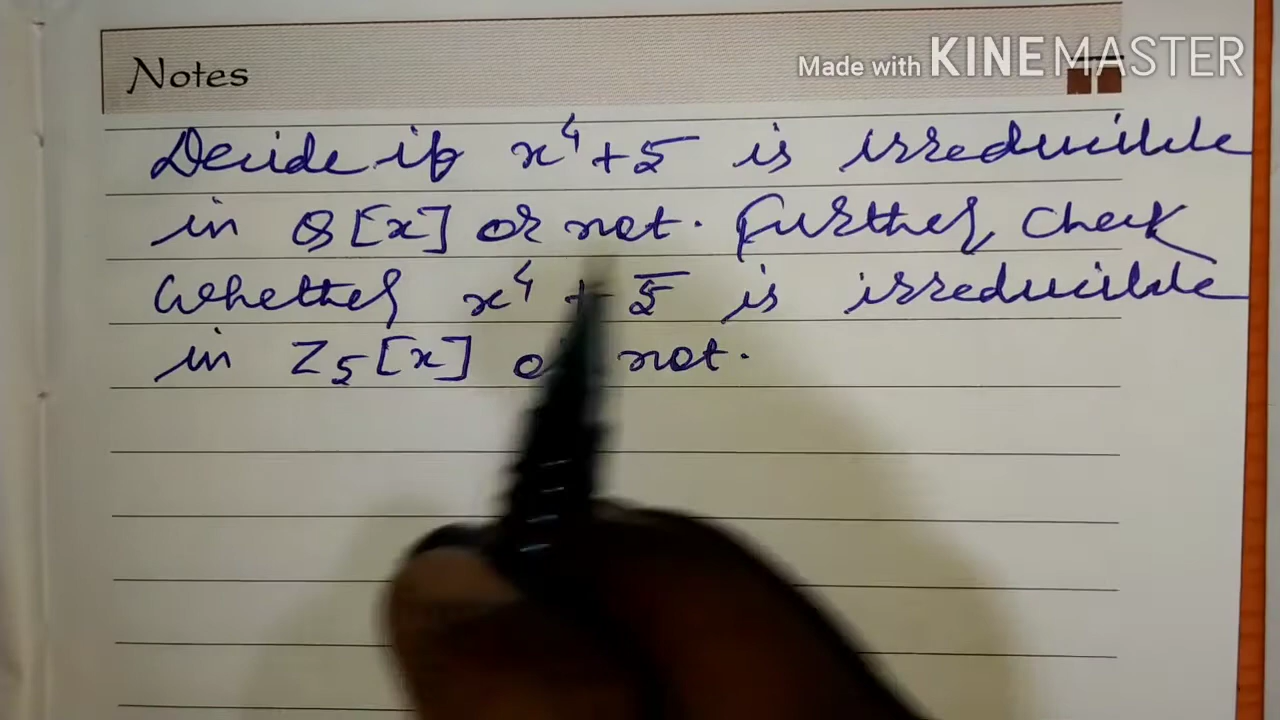 Notes
Made with KINEMASTER
Decide if x⁴ + 5 is irreducible
in Q[x] or not. Further, check
whether x⁴ + 5 is irreducible
in Z₅[x] or not.